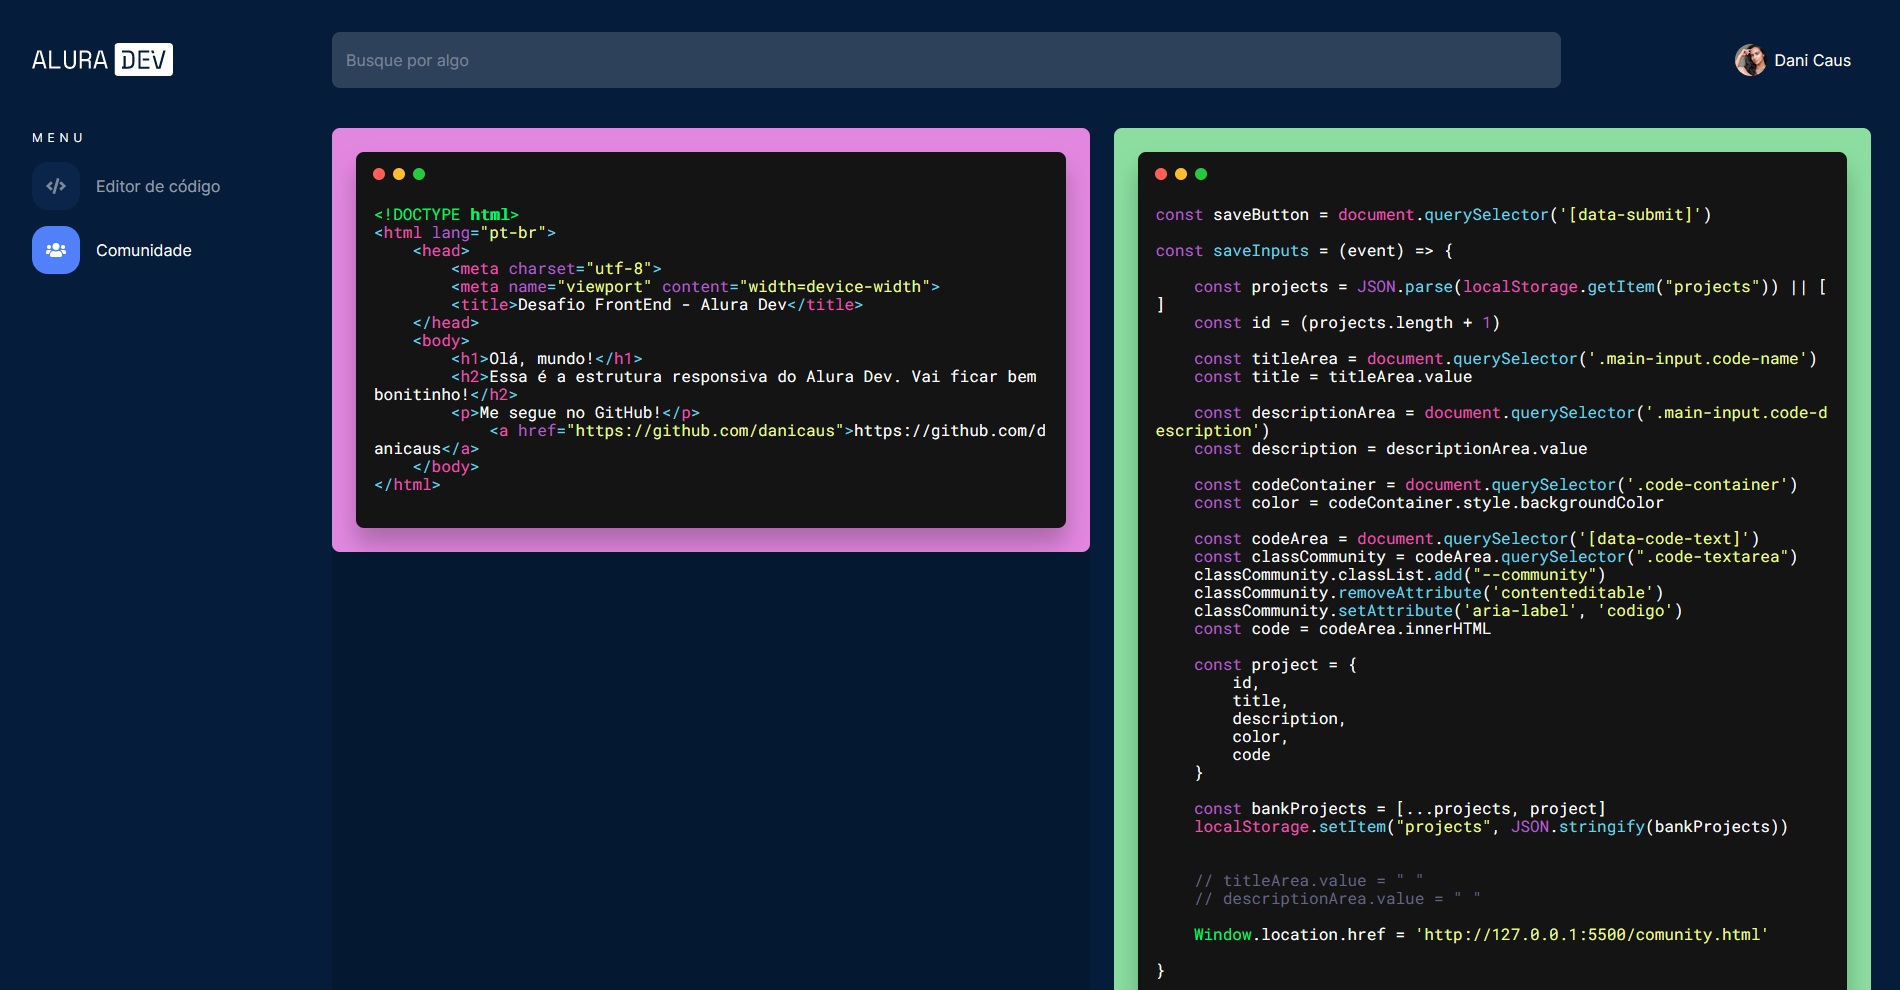 ALURA DEV
Busque por algo
Dani Caus
MENU
Editor de código
Comunidade
<!DOCTYPE html>
<html lang="pt-br">
    <head>
        <meta charset="utf-8">
        <meta name="viewport" content="width=device-width">
        <title>Desafio FrontEnd - Alura Dev</title>
    </head>
    <body>
        <h1>Olá, mundo!</h1>
        <h2>Essa é a estrutura responsiva do Alura Dev. Vai ficar bem
bonitinho!</h2>
        <p>Me segue no GitHub!</p>
            <a href="https://github.com/danicaus">https://github.com/d
anicaus</a>
    </body>
</html>
const saveButton = document.querySelector('[data-submit]')
const saveInputs = (event) => {
    const projects = JSON.parse(localStorage.getItem("projects")) || [
]
    const id = (projects.length + 1)
    const titleArea = document.querySelector('.main-input.code-name')
    const title = titleArea.value
    const descriptionArea = document.querySelector('.main-input.code-d
escription')
    const description = descriptionArea.value
    const codeContainer = document.querySelector('.code-container')
    const color = codeContainer.style.backgroundColor
    const codeArea = document.querySelector('[data-code-text]')
    const classCommunity = codeArea.querySelector(".code-textarea")
    classCommunity.classList.add("--community")
    classCommunity.removeAttribute('contenteditable')
    classCommunity.setAttribute('aria-label', 'codigo')
    const code = codeArea.innerHTML
    const project = {
        id,
        title,
        description,
        color,
        code
    }
    const bankProjects = [...projects, project]
    localStorage.setItem("projects", JSON.stringify(bankProjects))
    // titleArea.value = " "
    // descriptionArea.value = " "
    Window.location.href = 'http://127.0.0.1:5500/comunity.html'
}